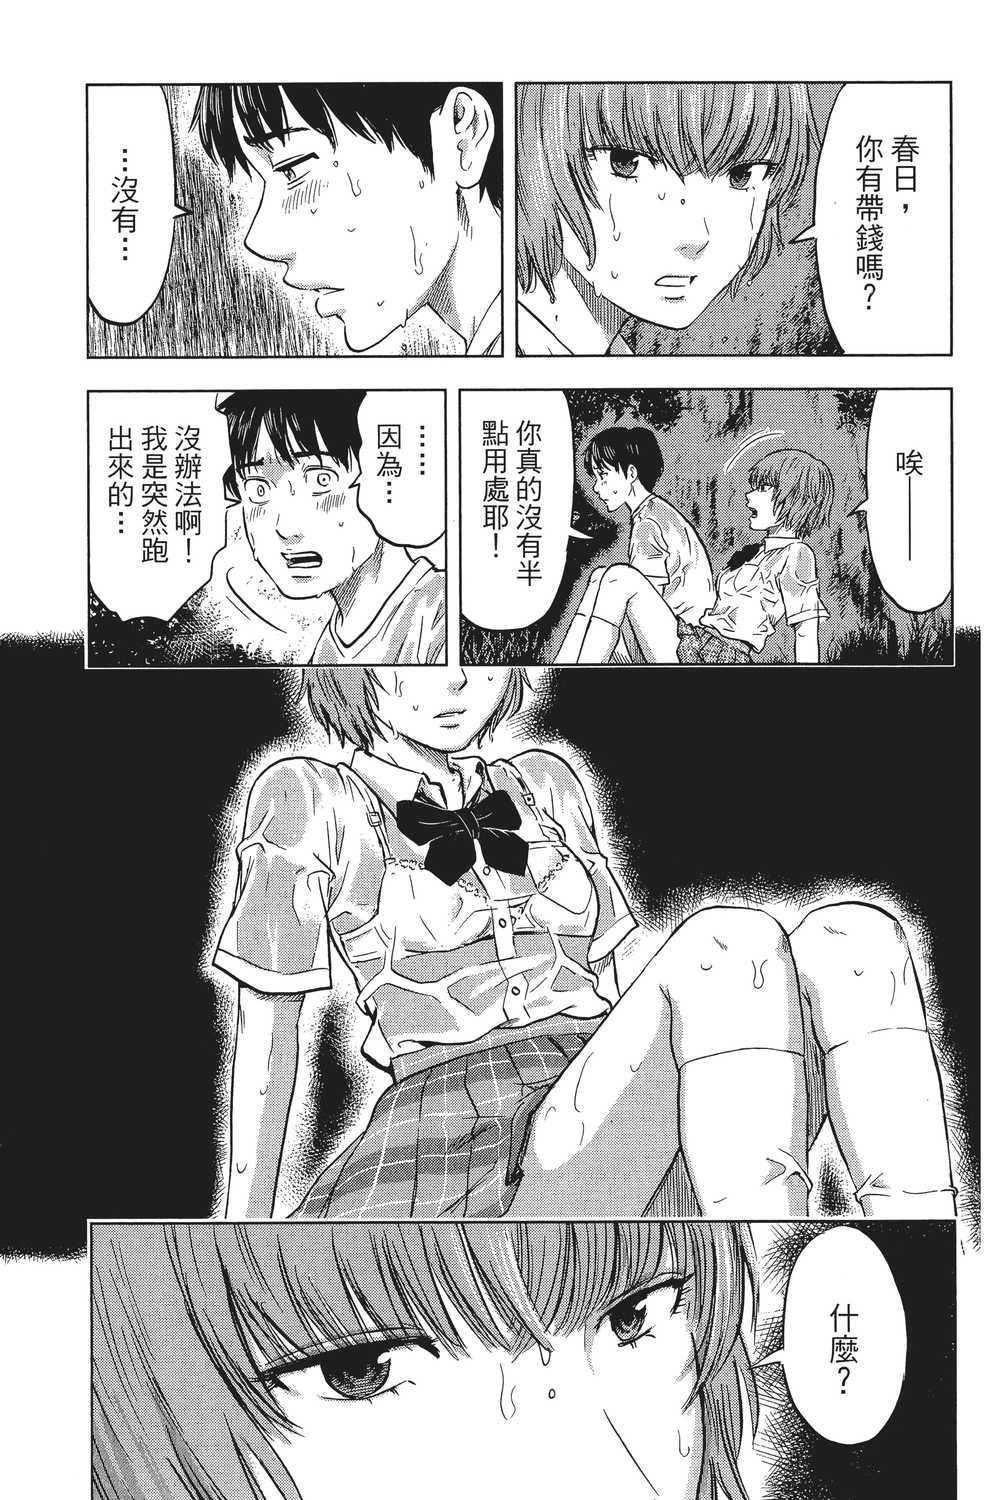 春日，
你有帶錢嗎？
…沒有…
唉——
你真的沒有半
點用處耶！
……
因為…
沒辦法啊！
我是突然跑
出來的…
什麼？